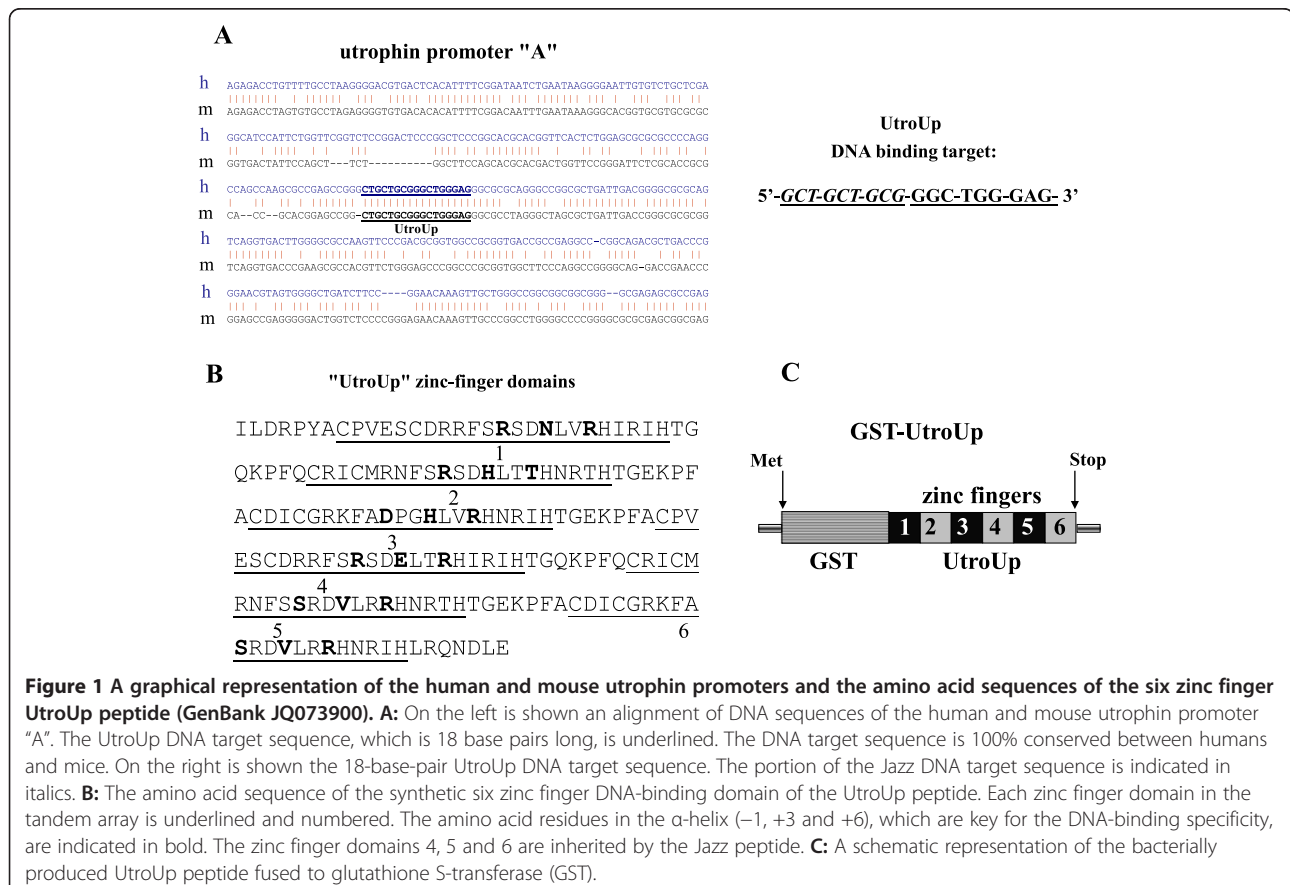 A
utrophin promoter "A"
h AGAGACCTGTTTTGCCTAAGGGGACGTGACTCACATTTTCGGATAATCTGAATAAGGGGAATTGTGTCTGCTCGA
m AGAGACCTAGTGTGCCTAGAGGGGTGTGACACACATTTTCGGACAATTTGAATAAAGGGCACGGTGCGTGCGCGC
h GGCATCCATTCTGGTTCGGTCTCCGGACTCCCGGCTCCCGGCACGCACGGTTCACTCTGGAGCGCGCGCCCCAGG
m GGTGACTATTCCAGCT---TCT----------GGCTTCCAGCACGCACGACTGGTTCCGGGATTCTCGCACCGCG
h CCAGCCAAGCGCCGAGCCGGGCTGCTGCGGGCTGGGAGGGCGCGCAGGGCCGGCGCTGATTGACGGGGCGCGCAG
m CA--CC--GCACGGAGCCGG-CTGCTGCGGGCTGGGAGGGCGCCTAGGGCTAGCGCTGATTGACCGGGCGCGCGG
UtroUp
h TCAGGTGACTTGGGGCGCCAAGTTCCCGACGCGGTGGCCGCGGTGACCGCCGAGGCC-CGGCAGACGCTGACCCG
m TCAGGTGACCCGAAGCGCCACGTTCTGGGAGCCCGGCCCGCGGTGGCTTCCCAGGCCGGGGCAG-GACCGAACCC
h GGAACGTAGTGGGGCTGATCTTCC----GGAACAAAGTTGCTGGGCCGGCGGCGGCGGG--GCGAGAGCGCCGAG
m GGAGCCGAGGGGGACTGGTCTCCCCGGGAGAACAAAGTTGCCCGGCCTGGGGCCCCGGGGCGCGCGAGCGGCGAG
UtroUp
DNA binding target:
5'-GCT-GCT-GCG-GGC-TGG-GAG- 3'
B
"UtroUp" zinc-finger domains
ILDRPYACPVESCDRRFSRSDNLVRHIRIHTG
1
QKPFQCRICMRNFSRSDHLTTHNRTHTGEKPF
2
ACDICGRKFADPGHLVRHNRIHTGEKPFACPV
3
ESCDRRFSRSDELTRHIRIHTGQKPFQCRICM
4
RNFSSRDVLRRHNRTHTGEKPFACDICGRKFA
5 6
SRDVLRRHNRIHLRQNDLE
C
GST-UtroUp
Met Stop
zinc fingers
1 2 3 4 5 6
GST UtroUp
Figure 1 A graphical representation of the human and mouse utrophin promoters and the amino acid sequences of the six zinc finger
UtroUp peptide (GenBank JQ073900). A: On the left is shown an alignment of DNA sequences of the human and mouse utrophin promoter
“A”. The UtroUp DNA target sequence, which is 18 base pairs long, is underlined. The DNA target sequence is 100% conserved between humans
and mice. On the right is shown the 18-base-pair UtroUp DNA target sequence. The portion of the Jazz DNA target sequence is indicated in
italics. B: The amino acid sequence of the synthetic six zinc finger DNA-binding domain of the UtroUp peptide. Each zinc finger domain in the
tandem array is underlined and numbered. The amino acid residues in the α-helix (−1, +3 and +6), which are key for the DNA-binding specificity,
are indicated in bold. The zinc finger domains 4, 5 and 6 are inherited by the Jazz peptide. C: A schematic representation of the bacterially
produced UtroUp peptide fused to glutathione S-transferase (GST).